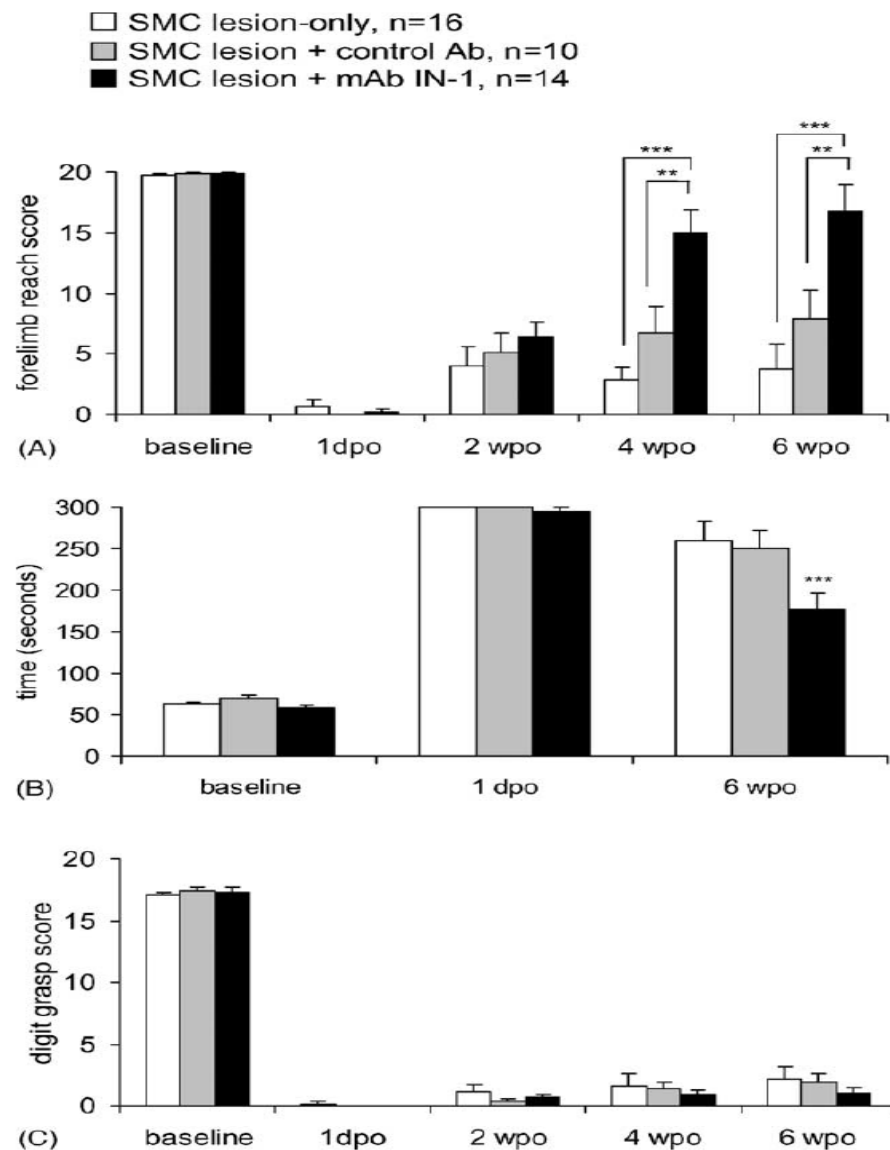 SMC lesion-only, n=16
SMC lesion + control Ab, n=10
SMC lesion + mAb IN-1, n=14
*** ***
** **
20
15
10
5
0
forelimb reach score
(A) baseline 1dpo 2 wpo 4 wpo 6 wpo
300
250
200
150
100
50
0
time (seconds)
***
(B) baseline 1 dpo 6 wpo
20
15
10
5
0
digit grasp score
(C) baseline 1dpo 2 wpo 4 wpo 6 wpo